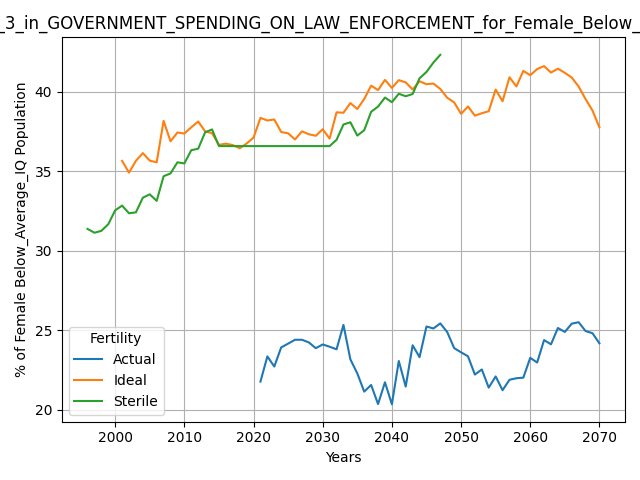 _3_in_GOVERNMENT_SPENDING_ON_LAW_ENFORCEMENT_for_Female_Below_
% of Female Below_Average_IQ Population
40
35
30
25
20
Fertility
Actual
Ideal
Sterile
2000 2010 2020 2030 2040 2050 2060 2070
Years